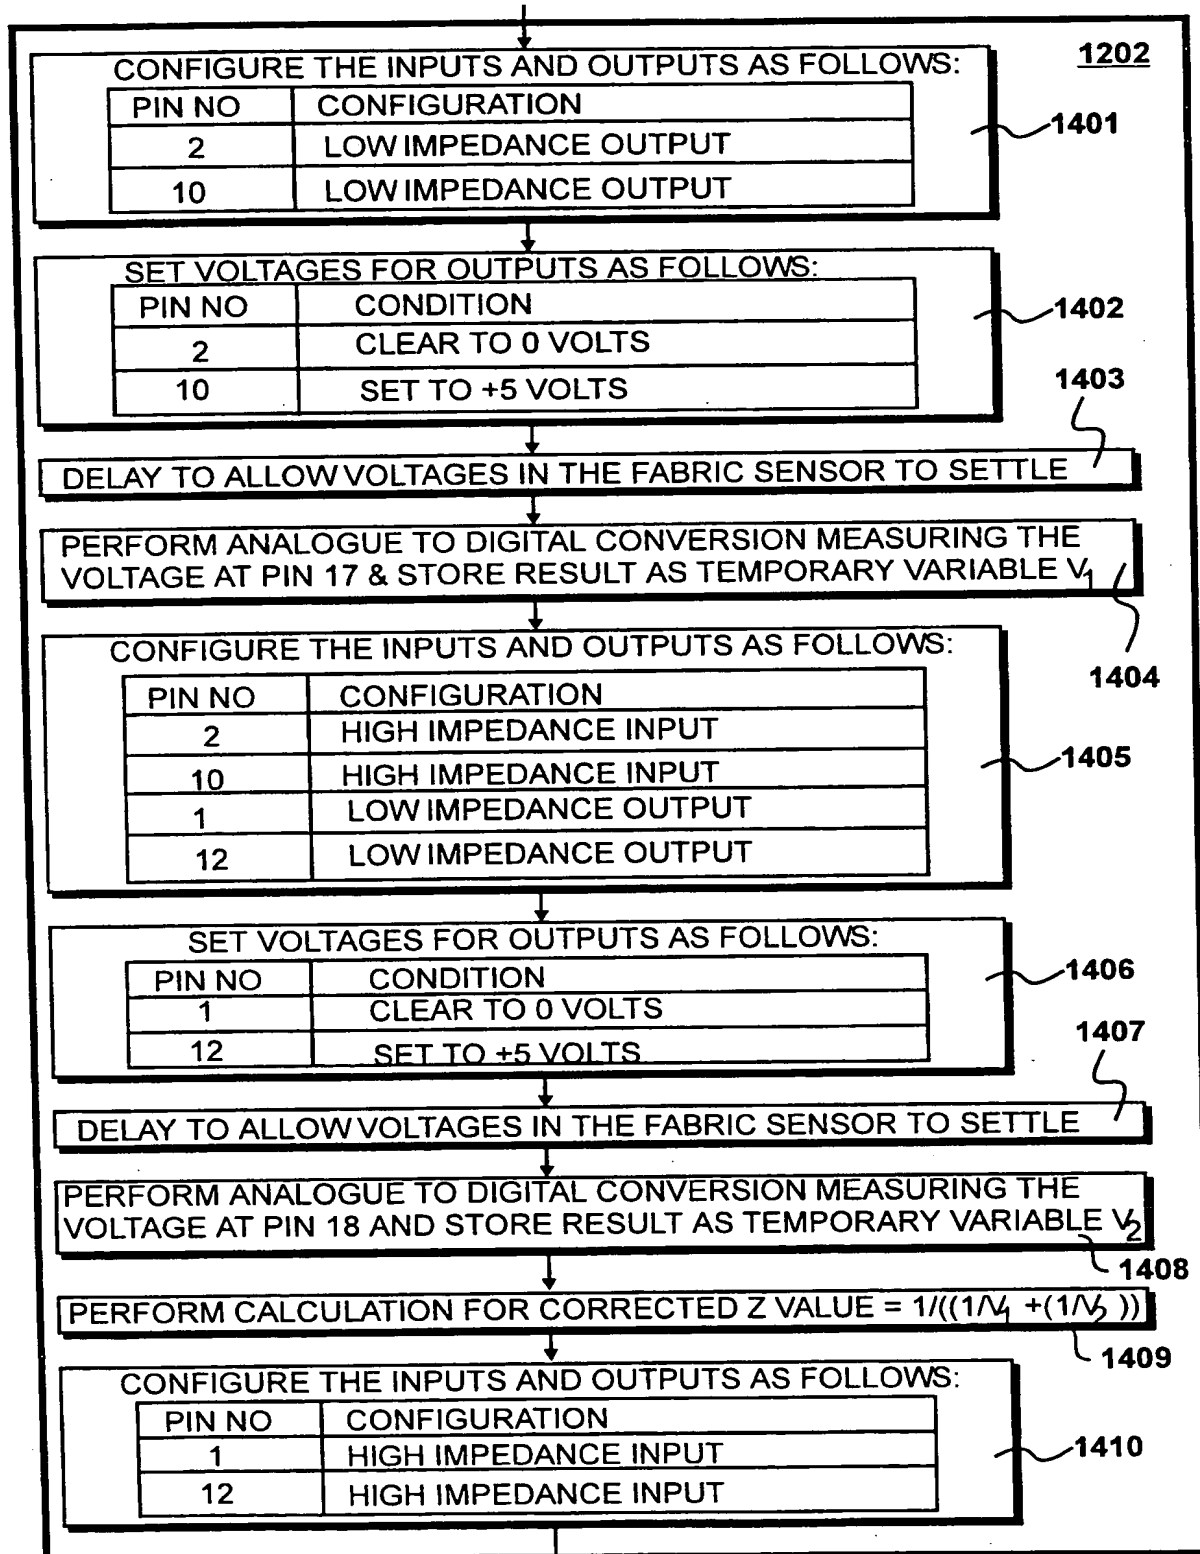 1202
CONFIGURE THE INPUTS AND OUTPUTS AS FOLLOWS:
PIN NO CONFIGURATION
2 LOW IMPEDANCE OUTPUT
10 LOW IMPEDANCE OUTPUT
1401
SET VOLTAGES FOR OUTPUTS AS FOLLOWS:
PIN NO CONDITION
2 CLEAR TO 0 VOLTS
10 SET TO +5 VOLTS
1402
1403
DELAY TO ALLOW VOLTAGES IN THE FABRIC SENSOR TO SETTLE
PERFORM ANALOGUE TO DIGITAL CONVERSION MEASURING THE
VOLTAGE AT PIN 17 & STORE RESULT AS TEMPORARY VARIABLE V1
1404
CONFIGURE THE INPUTS AND OUTPUTS AS FOLLOWS:
PIN NO CONFIGURATION
2 HIGH IMPEDANCE INPUT
10 HIGH IMPEDANCE INPUT
1 LOW IMPEDANCE OUTPUT
12 LOW IMPEDANCE OUTPUT
1405
SET VOLTAGES FOR OUTPUTS AS FOLLOWS:
PIN NO CONDITION
1 CLEAR TO 0 VOLTS
12 SET TO +5 VOLTS
1406
1407
DELAY TO ALLOW VOLTAGES IN THE FABRIC SENSOR TO SETTLE
PERFORM ANALOGUE TO DIGITAL CONVERSION MEASURING THE
VOLTAGE AT PIN 18 AND STORE RESULT AS TEMPORARY VARIABLE V2
1408
PERFORM CALCULATION FOR CORRECTED Z VALUE = 1/((1/V1 +(1/V2 ))
1409
CONFIGURE THE INPUTS AND OUTPUTS AS FOLLOWS:
PIN NO CONFIGURATION
1 HIGH IMPEDANCE INPUT
12 HIGH IMPEDANCE INPUT
1410